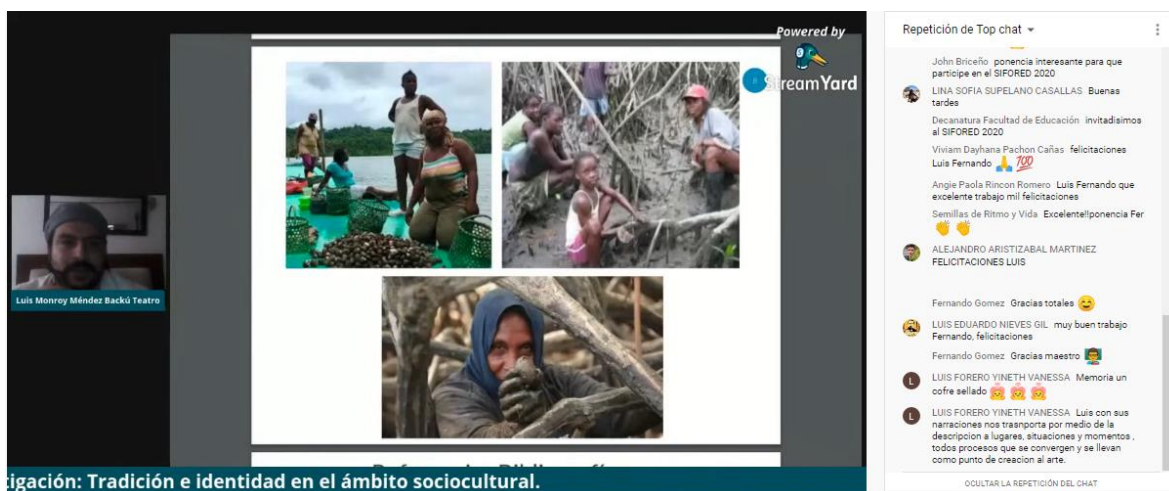 Powered by
StreamYard
Luis Monroy Méndez Backú Teatro
tigación: Tradición e identidad en el ámbito sociocultural.
Repetición de Top chat
John Briceño ponencia interesante para que
participe en el SIFORED 2020
LINA SOFIA SUPELANO CASALLAS Buenas
tardes
Decanatura Facultad de Educación invitadisimos
al SIFORED 2020
Viviam Dayhana Pachon Cañas felicitaciones
Luis Fernando 🙏 💯
Angie Paola Rincon Romero Luis Fernando que
excelente trabajo mil felicitaciones
Semillas de Ritmo y Vida Excelente!!ponencia Fer
ALEJANDRO ARISTIZABAL MARTINEZ
FELICITACIONES LUIS
Fernando Gomez Gracias totales
LUIS EDUARDO NIEVES GIL muy buen trabajo
Fernando, felicitaciones
Fernando Gomez Gracias maestro
L
LUIS FORERO YINETH VANESSA Memoria un
cofre sellado
L
LUIS FORERO YINETH VANESSA Luis con sus
narraciones nos trasnporta por medio de la
descripcion a lugares, situaciones y momentos ,
todos procesos que se convergen y se llevan
como punto de creacion al arte.
OCULTAR LA REPETICIÓN DEL CHAT